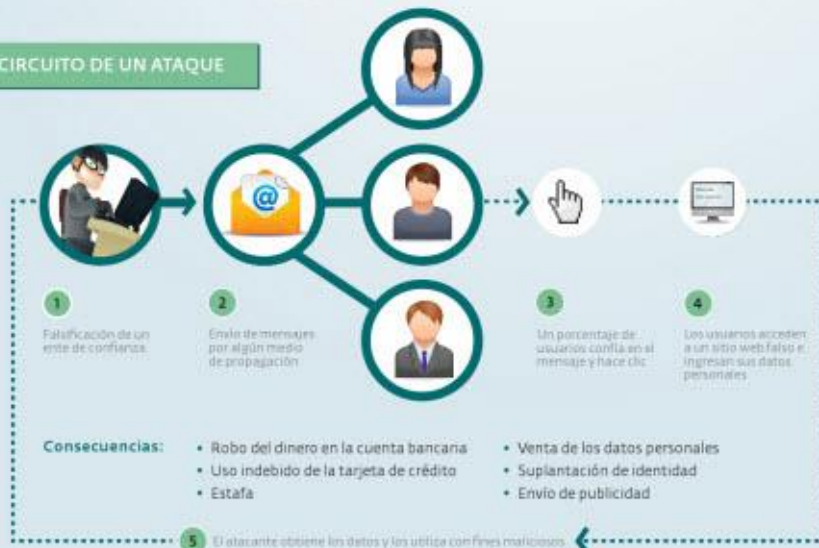 CIRCUITO DE UN ATAQUE
@
1
Falsificación de un
ente de confianza
2
Envío de mensajes
por algún medio
de propagación
3
Un porcentaje de
usuarios confía en el
mensaje y hace clic
4
Los usuarios acceden
a un sitio web falso e
ingresan sus datos
personales
Consecuencias:
• Robo del dinero en la cuenta bancaria
• Uso indebido de la tarjeta de crédito
• Estafa
• Venta de los datos personales
• Suplantación de identidad
• Envío de publicidad
5 El atacante obtiene los datos y los utiliza con fines maliciosos